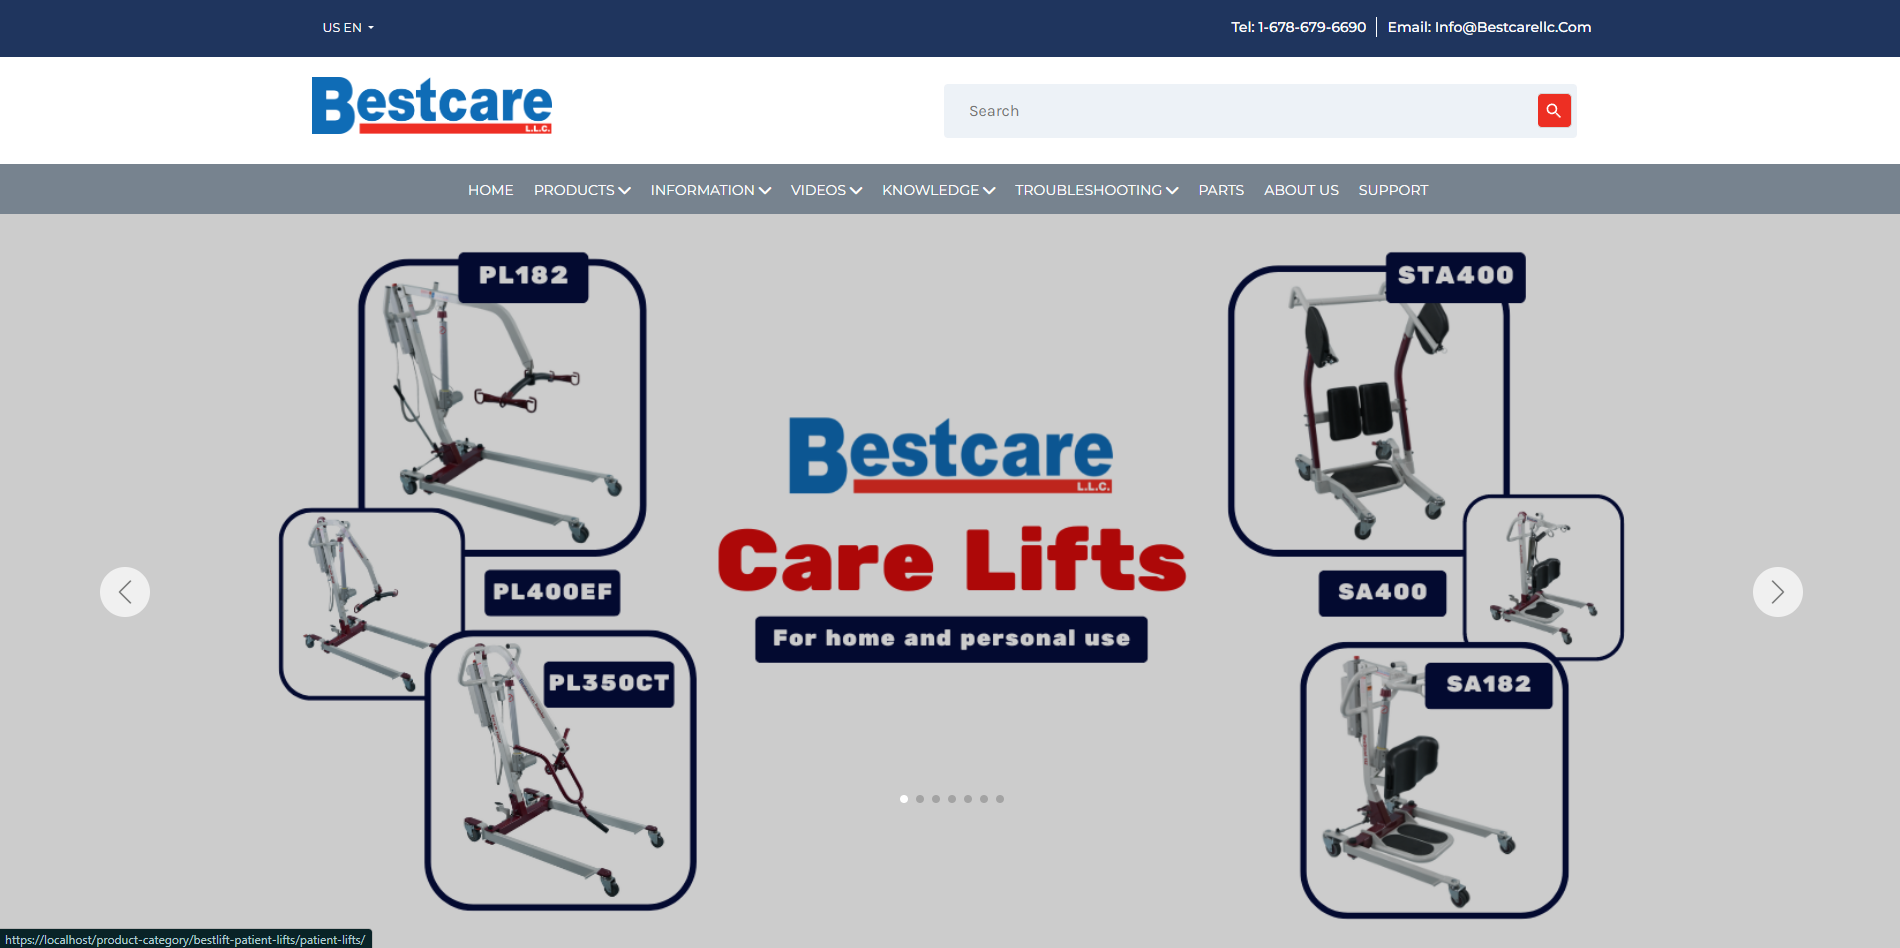 US EN
Tel: 1-678-679-6690
Email: Info@Bestcarellc.Com
Bestcare
L.L.C.
Search
HOME PRODUCTS INFORMATION VIDEOS KNOWLEDGE TROUBLESHOOTING PARTS ABOUT US SUPPORT
PL182
STA400
Bestcare
L.L.C.
Care Lifts
For home and personal use
PL400EF
SA400
PL350CT
SA182
https://localhost/product-category/bestlift-patient-lifts/patient-lifts/